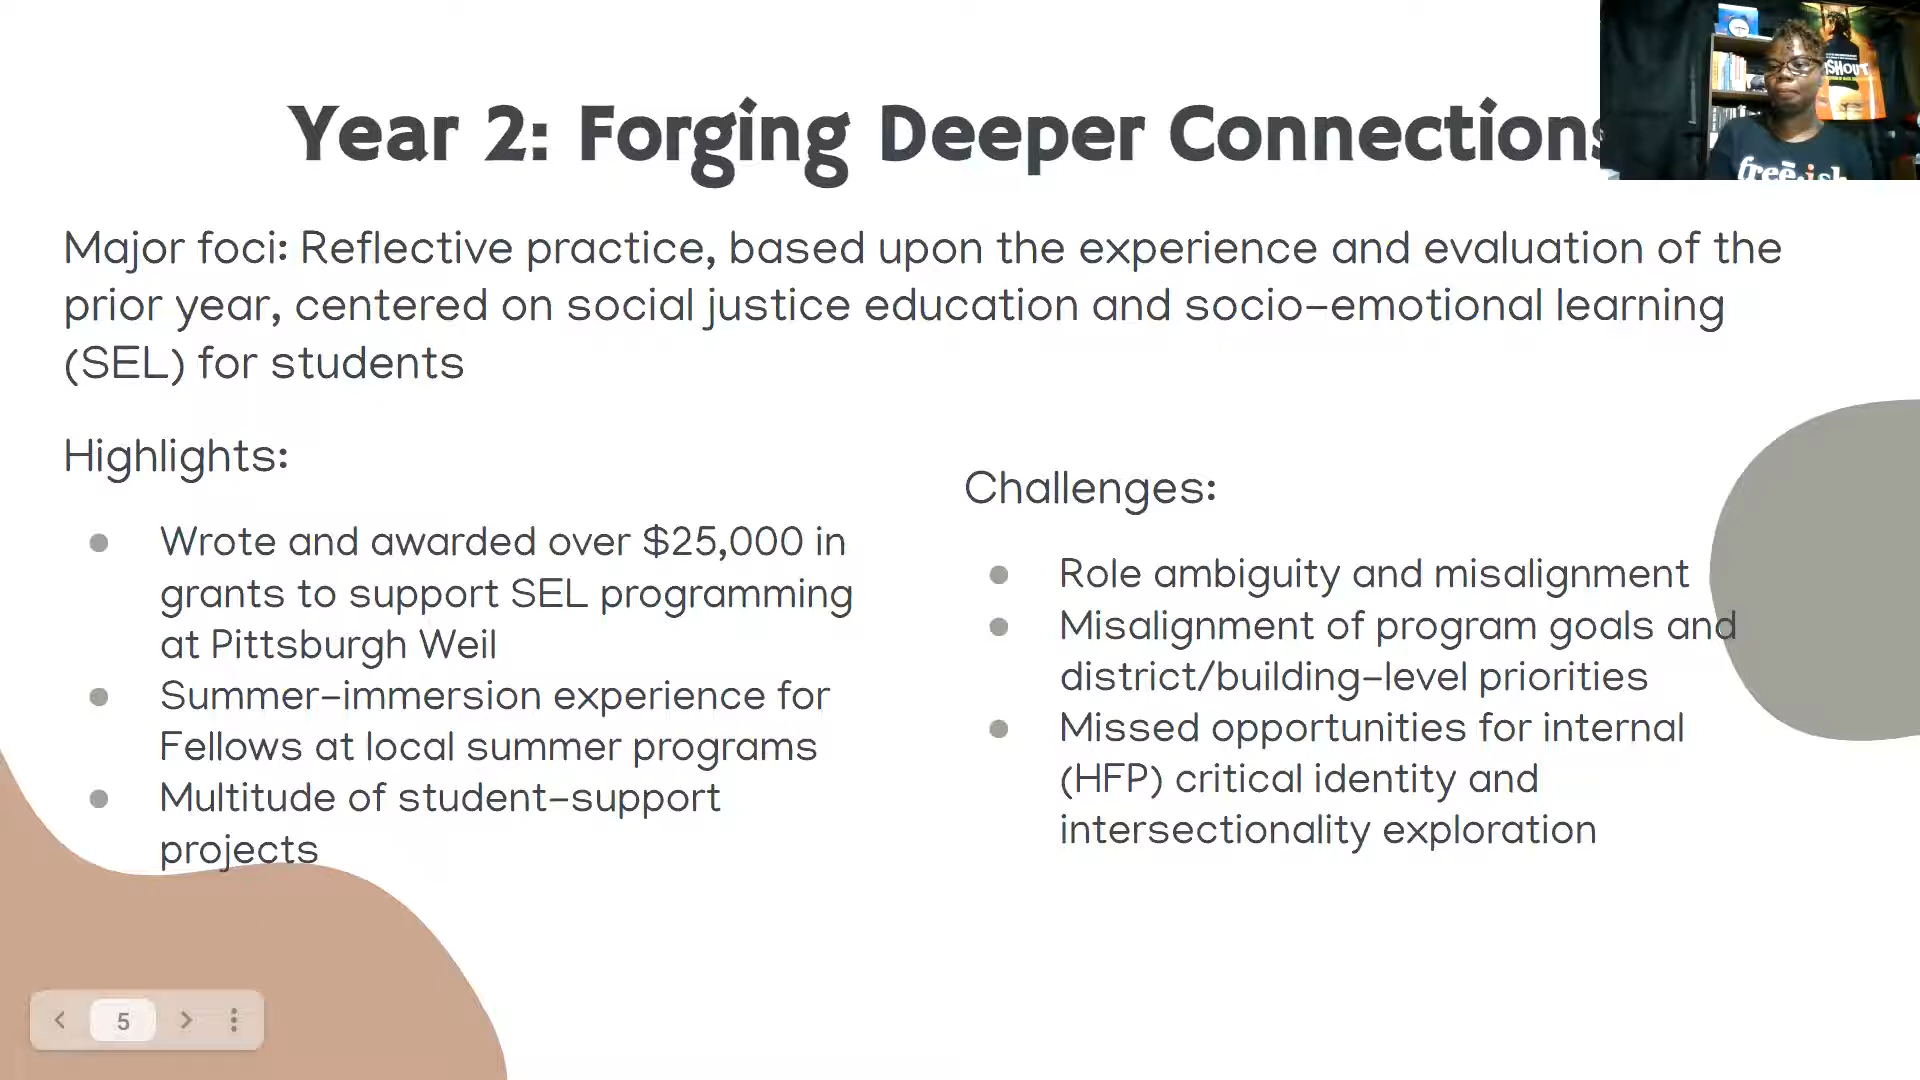 Year 2: Forging Deeper Connections
SHOUT
free-ish
Major foci: Reflective practice, based upon the experience and evaluation of the
prior year, centered on social justice education and socio-emotional learning
(SEL) for students
Highlights:
● Wrote and awarded over $25,000 in
grants to support SEL programming
at Pittsburgh Weil
● Summer-immersion experience for
Fellows at local summer programs
● Multitude of student-support
projects
Challenges:
● Role ambiguity and misalignment
● Misalignment of program goals and
district/building-level priorities
● Missed opportunities for internal
(HFP) critical identity and
intersectionality exploration
5